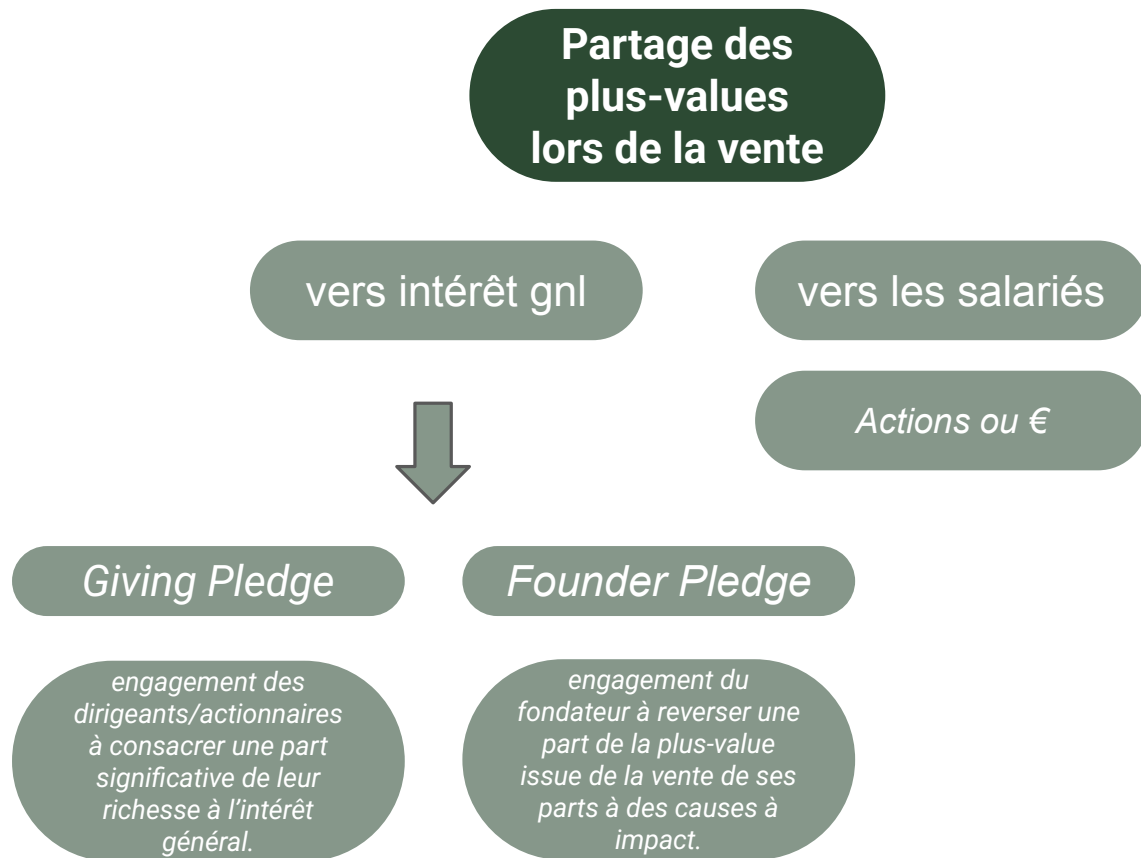 Partage des
plus-values
lors de la vente
vers intérêt gnl
vers les salariés
Actions ou €
Giving Pledge
Founder Pledge
engagement des
dirigeants/actionnaires
à consacrer une part
significative de leur
richesse à l’intérêt
général.
engagement du
fondateur à reverser une
part de la plus-value
issue de la vente de ses
parts à des causes à
impact.